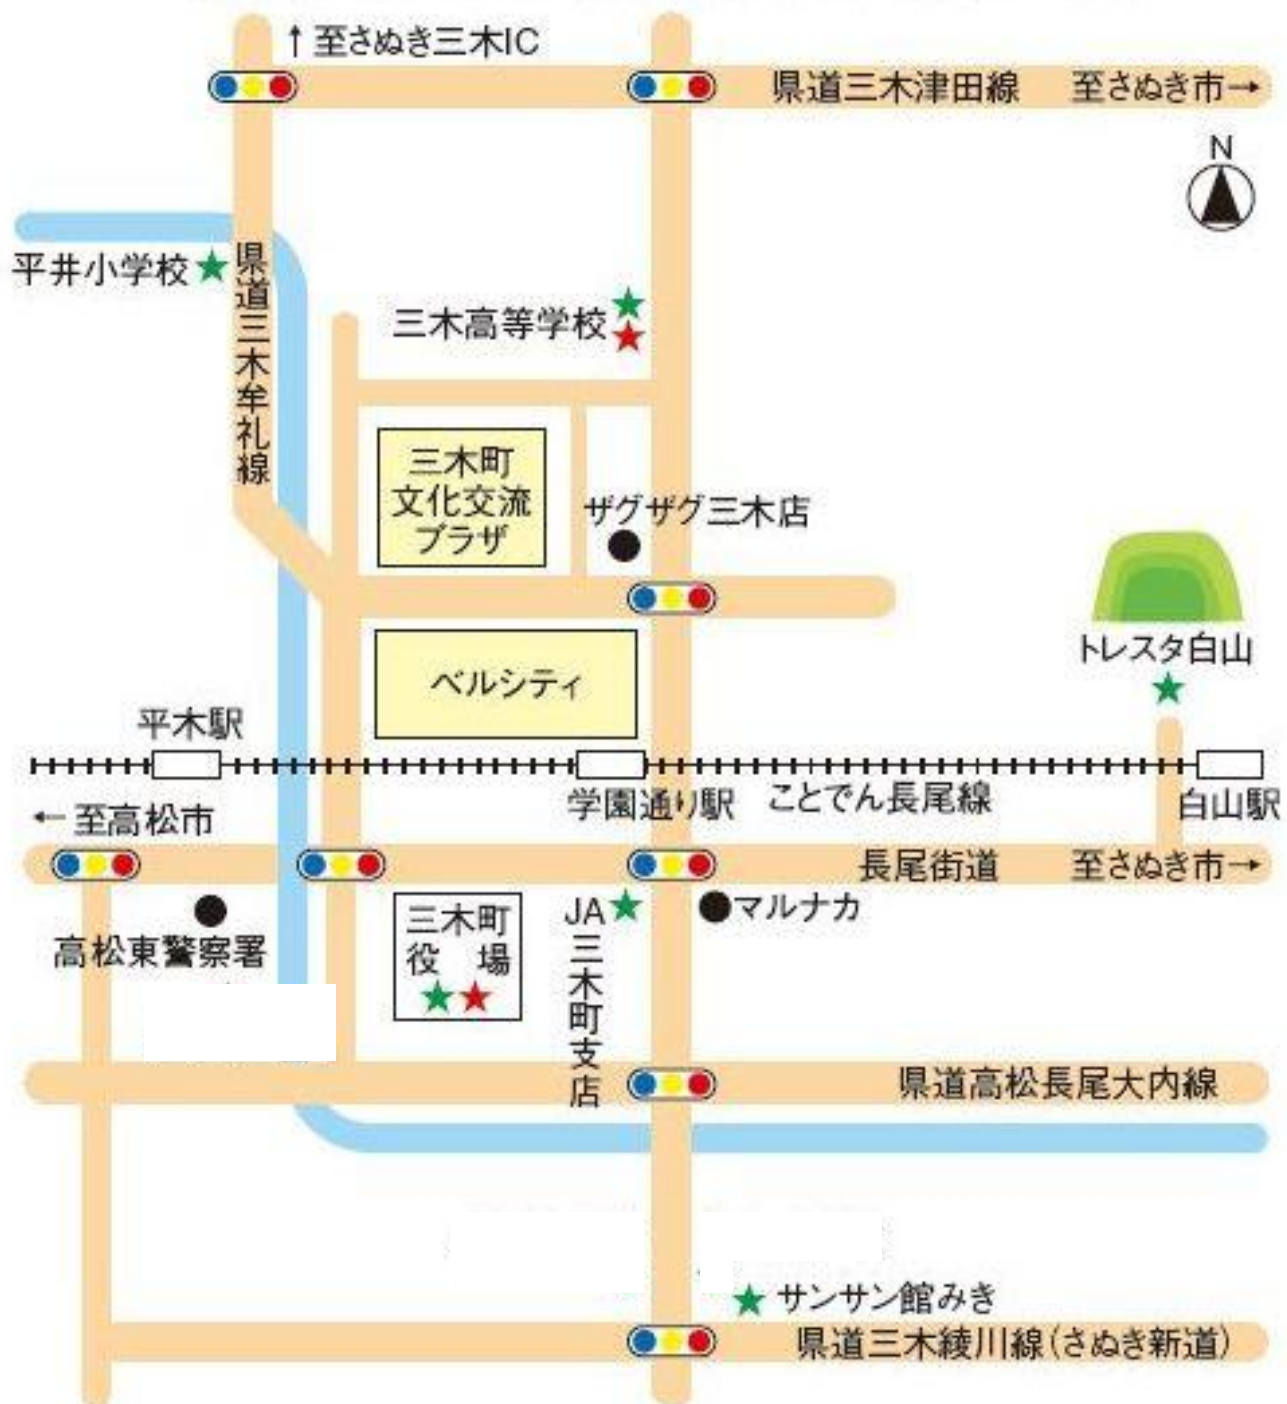 ↑至さぬき三木IC
県道三木津田線 至さぬき市→
N
平井小学校
県道三木牟礼線
三木高等学校
三木町
文化交流
プラザ
ザグザグ三木店
ベルシティ
トレスタ白山
平木駅
学園通り駅
ことでん長尾線
白山駅
←至高松市
長尾街道 至さぬき市→
高松東警察署
三木町
役 場
JA三木町支店
マルナカ
県道高松長尾大内線
サンサン館みき
県道三木綾川線(さぬき新道)